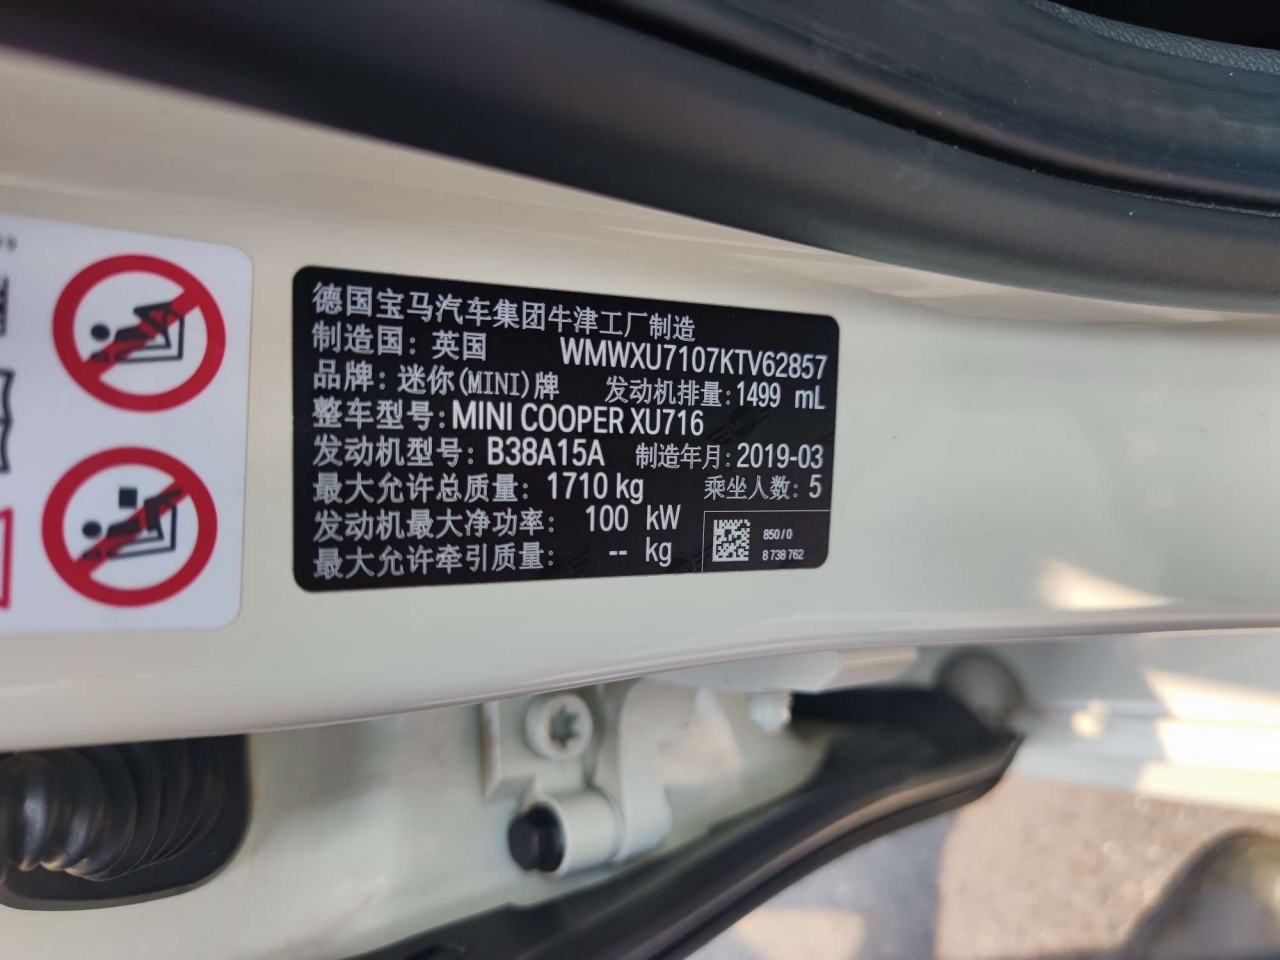 德国宝马汽车集团牛津工厂制造
制造国: 英国 WMWXU7107KTV62857
品牌: 迷你(MINI)牌 发动机排量: 1499 mL
整车型号: MINI COOPER XU716
发动机型号: B38A15A 制造年月: 2019-03
最大允许总质量: 1710 kg 乘坐人数: 5
发动机最大净功率: 100 kW
最大允许牵引质量: -- kg
850/0
8 738 762